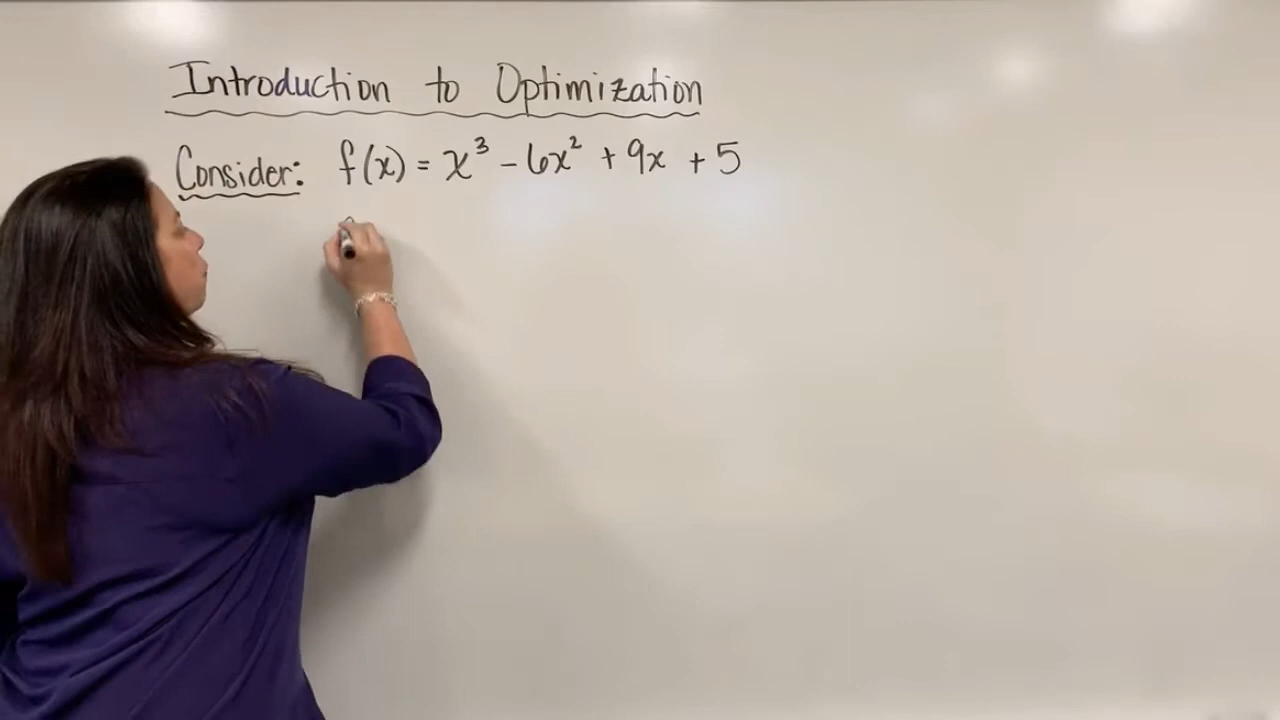 Introduction to Optimization
Consider: f(x) = x³ - 6x² + 9x + 5